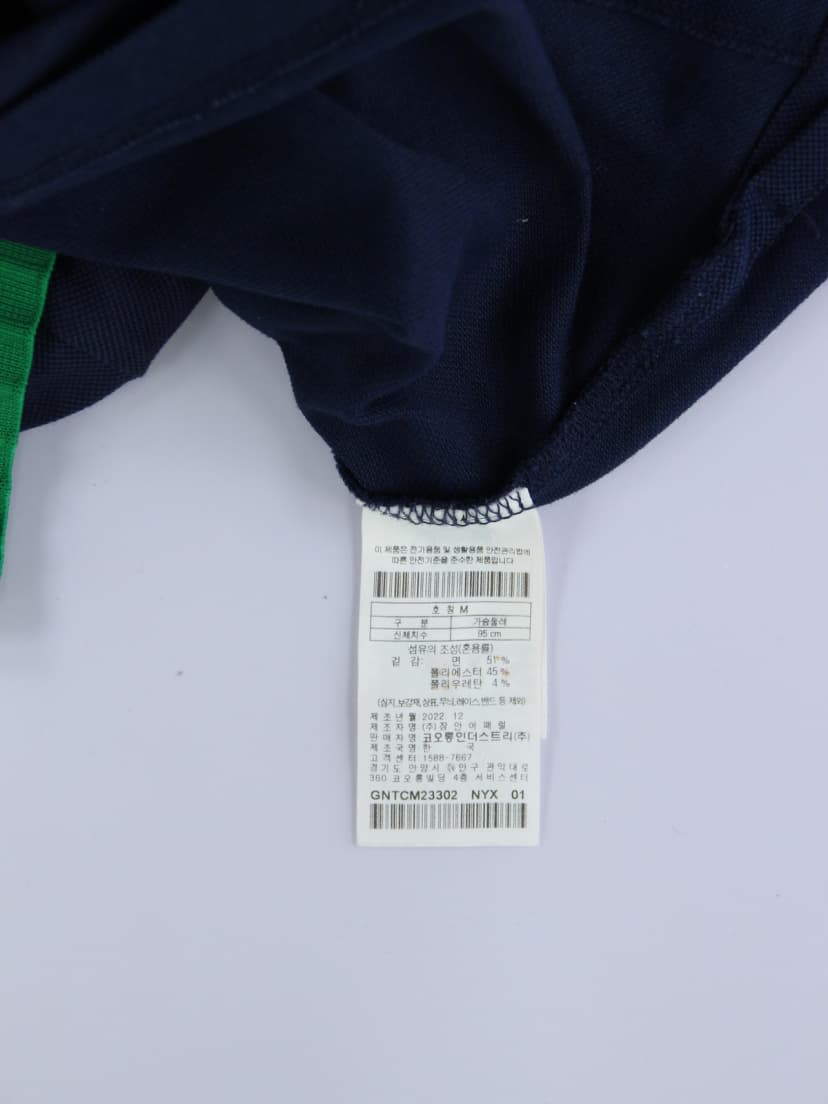 이 제품은 전기용품 및 생활용품 안전관리법에
따른 안전기준을 준수한 제품입니다
호 칭 M
구 분 가슴둘레
신체치수 95 cm
섬유의 조성(혼용률)
겉 감: 면 51 %
폴리에스터 45 %
폴리우레탄 4 %
(심지,보강재,상표,무늬,레이스,밴드 등 제외)
제조년월 2022. 12
제조자명 (주)장안어패럴
판매자명 코오롱인더스트리(주)
제조국명 한 국
고객센터 1588-7667
경기도 안양시 만구 관악대로
360 코오롱빌딩 4층 서비스센터
GNTCM23302 NYX 01